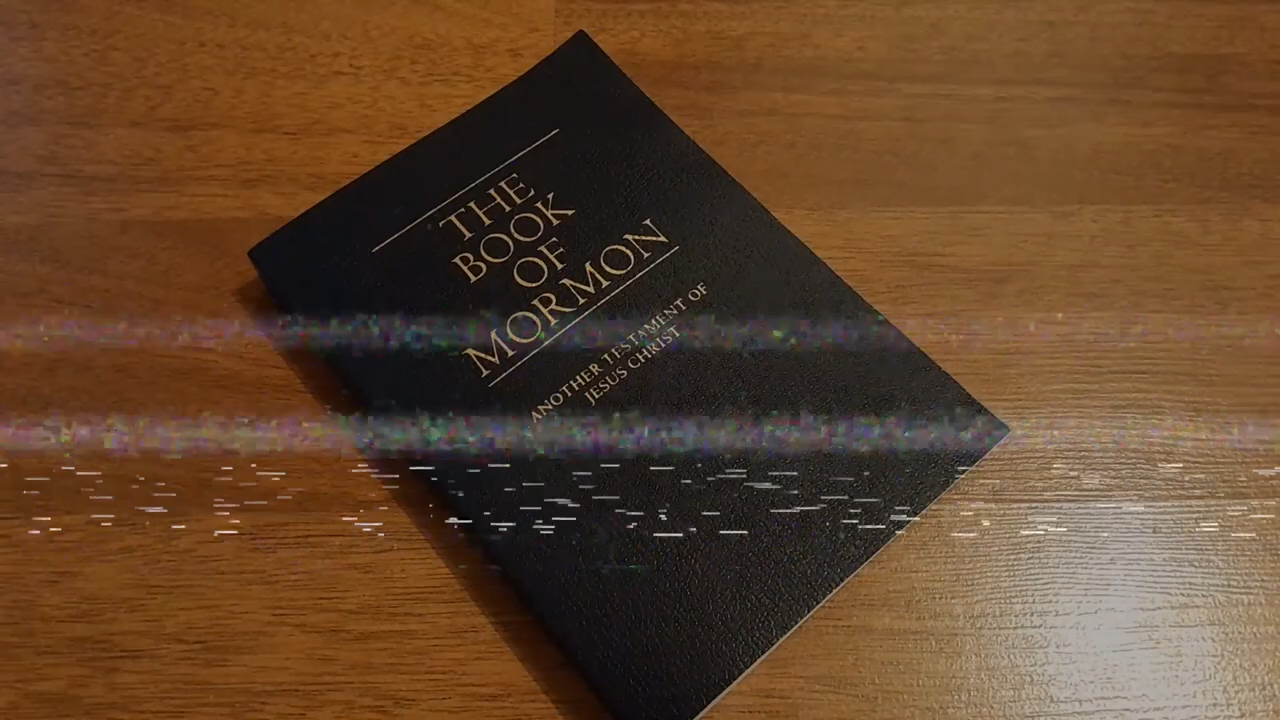 THE
BOOK
OF
MORMON
ANOTHER TESTAMENT OF
JESUS CHRIST